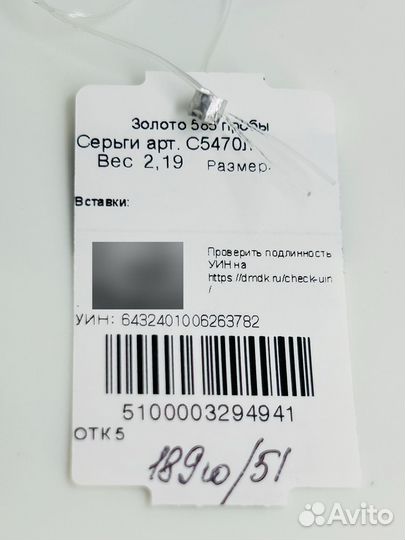 Золото 585 пробы
Серьги арт. С5470
Вес 2,19 Размер.
Вставки:
Проверить подлинность
УИН на
https://dmdk.ru/check-uin
/
УИН: 6432401006263782
5100003294941
ОТК 5
189ю/51
Avito